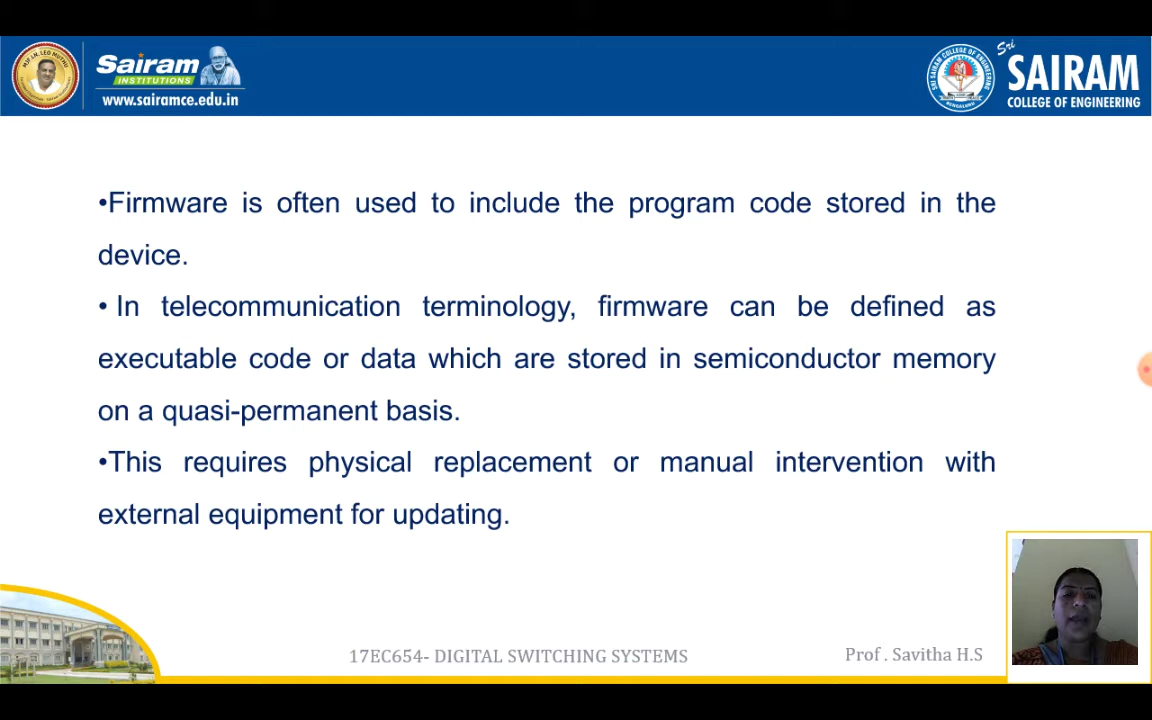 Sairam
INSTITUTIONS
www.sairamce.edu.in
Sri
SAIRAM
COLLEGE OF ENGINEERING
•Firmware is often used to include the program code stored in the
device.
• In telecommunication terminology, firmware can be defined as
executable code or data which are stored in semiconductor memory
on a quasi-permanent basis.
•This requires physical replacement or manual intervention with
external equipment for updating.
17EC654- DIGITAL SWITCHING SYSTEMS
Prof . Savitha H.S